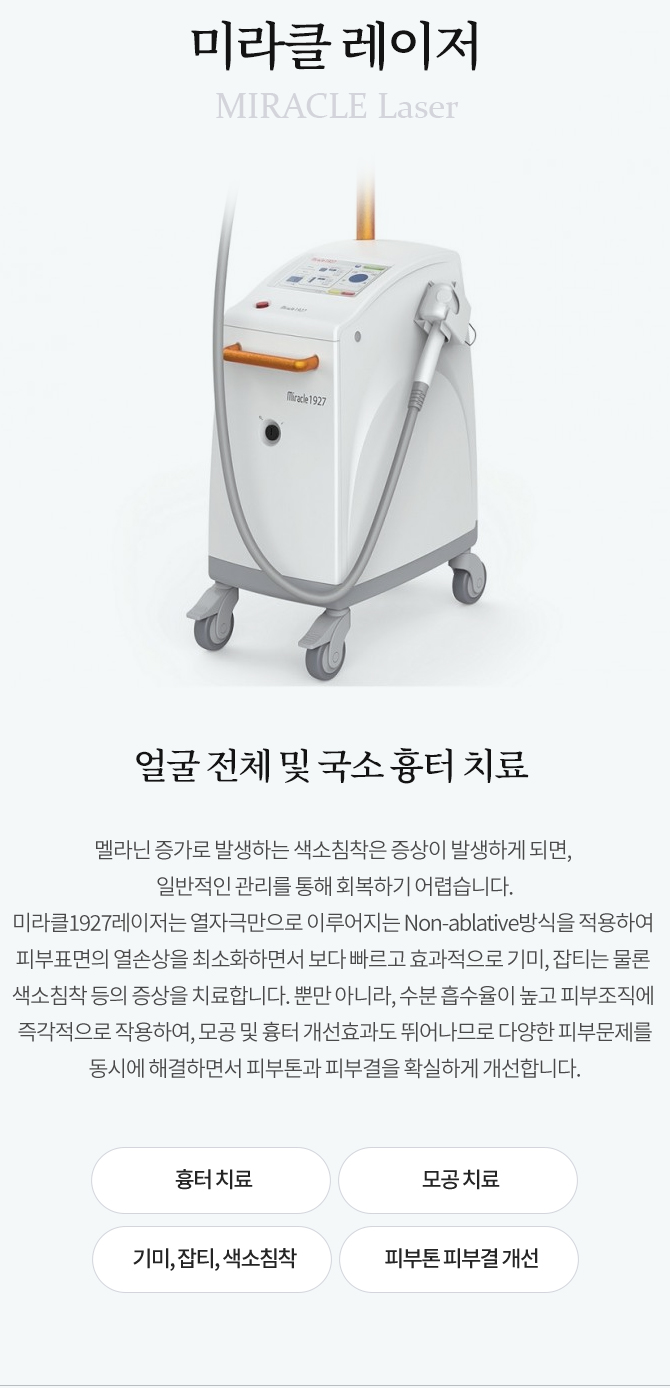 미라클 레이저
MIRACLE Laser
Miracle1927
Miracle1927
얼굴 전체 및 국소 흉터 치료
멜라닌 증가로 발생하는 색소침착은 증상이 발생하게 되면,
일반적인 관리를 통해 회복하기 어렵습니다.
미라클1927레이저는 열자극만으로 이루어지는 Non-ablative방식을 적용하여
피부표면의 열손상을 최소화하면서 보다 빠르고 효과적으로 기미, 잡티는 물론
색소침착 등의 증상을 치료합니다. 뿐만 아니라, 수분 흡수율이 높고 피부조직에
즉각적으로 작용하여, 모공 및 흉터 개선효과도 뛰어나므로 다양한 피부문제를
동시에 해결하면서 피부톤과 피부결을 확실하게 개선합니다.
흉터 치료
모공 치료
기미, 잡티, 색소침착
피부톤 피부결 개선